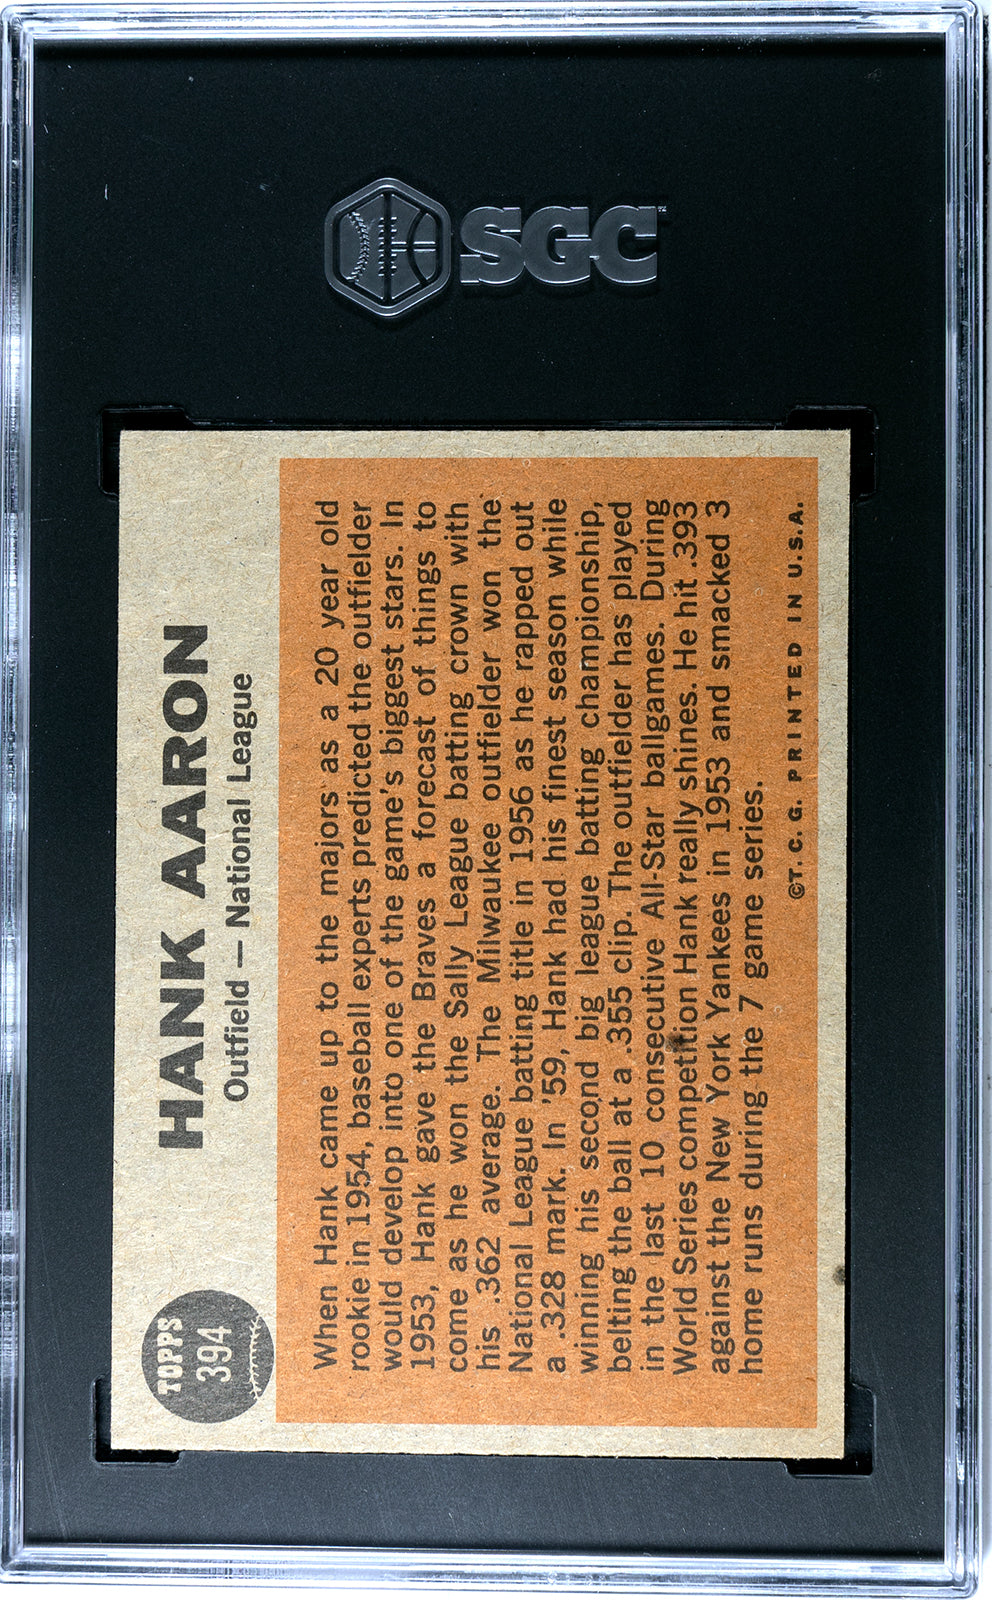 SGC™
TOPPS
394
HANK AARON
Outfield — National League
When Hank came up to the majors as a 20 year old
rookie in 1954, baseball experts predicted the outfielder
would develop into one of the game's biggest stars. In
1953, Hank gave the Braves a forecast of things to
come as he won the Sally League batting crown with
his .362 average. The Milwaukee outfielder won the
National League batting title in 1956 as he rapped out
a .328 mark. In '59, Hank had his finest season while
winning his second big league batting championship,
belting the ball at a .355 clip. The outfielder has played
in the last 10 consecutive All-Star ballgames. During
World Series competition Hank really shines. He hit .393
against the New York Yankees in 1953 and smacked 3
home runs during the 7 game series.
©T. C. G. PRINTED IN U.S.A.